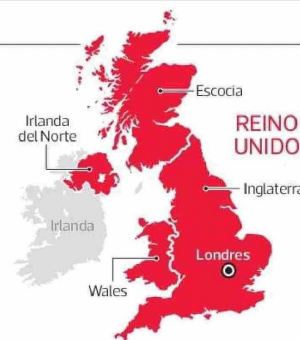 Escocia
Irlanda
del Norte
REINO
UNIDO
Inglaterra
Irlanda
Londres
Wales